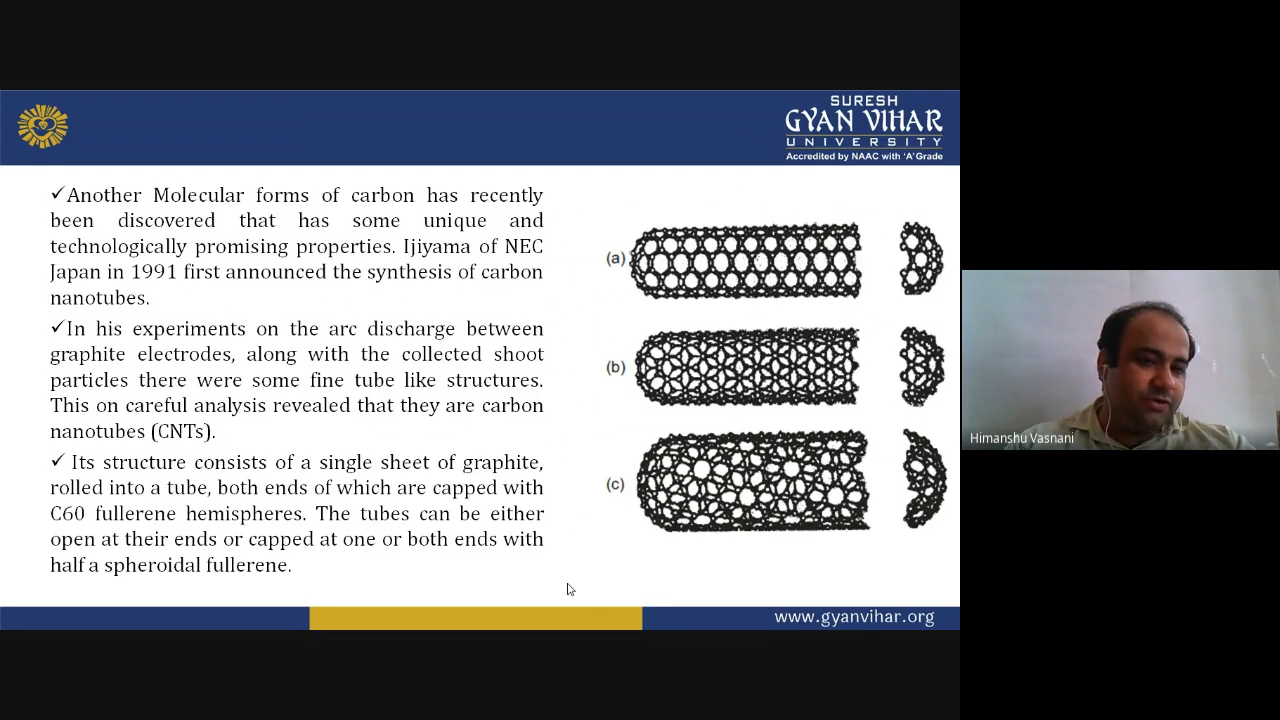 SURESH
GYAN VIHAR
UNIVERSITY
Accredited by NAAC with 'A' Grade
✓Another Molecular forms of carbon has recently
been discovered that has some unique and
technologically promising properties. Ijiyama of NEC
Japan in 1991 first announced the synthesis of carbon
nanotubes.
✓In his experiments on the arc discharge between
graphite electrodes, along with the collected shoot
particles there were some fine tube like structures.
This on careful analysis revealed that they are carbon
nanotubes (CNTs).
✓ Its structure consists of a single sheet of graphite,
rolled into a tube, both ends of which are capped with
C60 fullerene hemispheres. The tubes can be either
open at their ends or capped at one or both ends with
half a spheroidal fullerene.
(a)
(b)
(c)
Himanshu Vasnani
www.gyanvihar.org